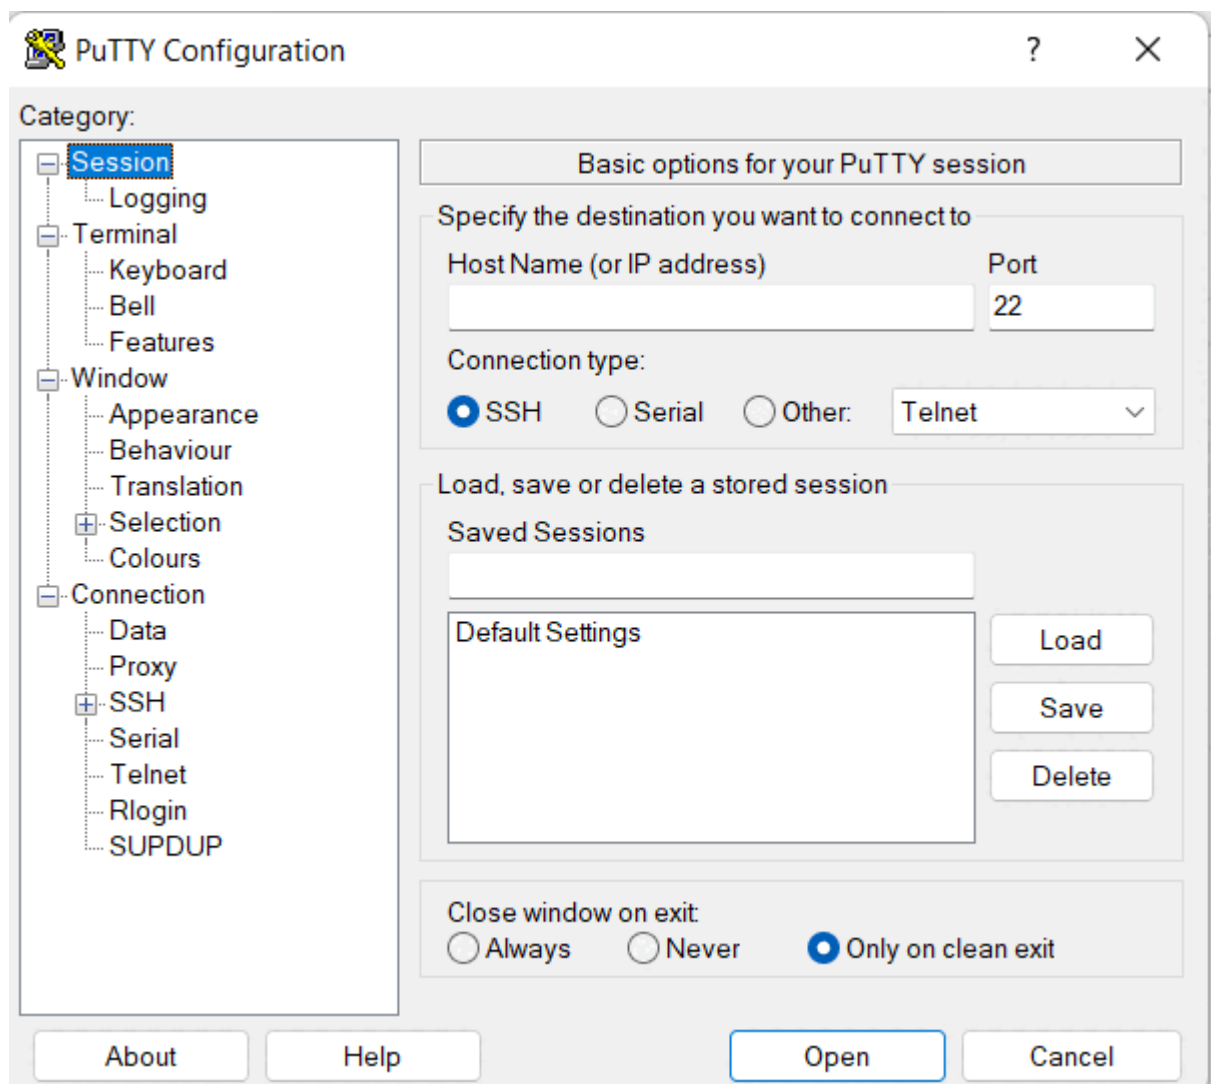 PuTTY Configuration
?
Category:
Session
Logging
Terminal
Keyboard
Bell
Features
Window
Appearance
Behaviour
Translation
Selection
Colours
Connection
Data
Proxy
SSH
Serial
Telnet
Rlogin
SUPDUP
Basic options for your PuTTY session
Specify the destination you want to connect to
Host Name (or IP address) Port
22
Connection type:
SSH Serial Other: Telnet
Load, save or delete a stored session
Saved Sessions
Default Settings
Load
Save
Delete
Close window on exit:
Always Never Only on clean exit
About Help Open Cancel